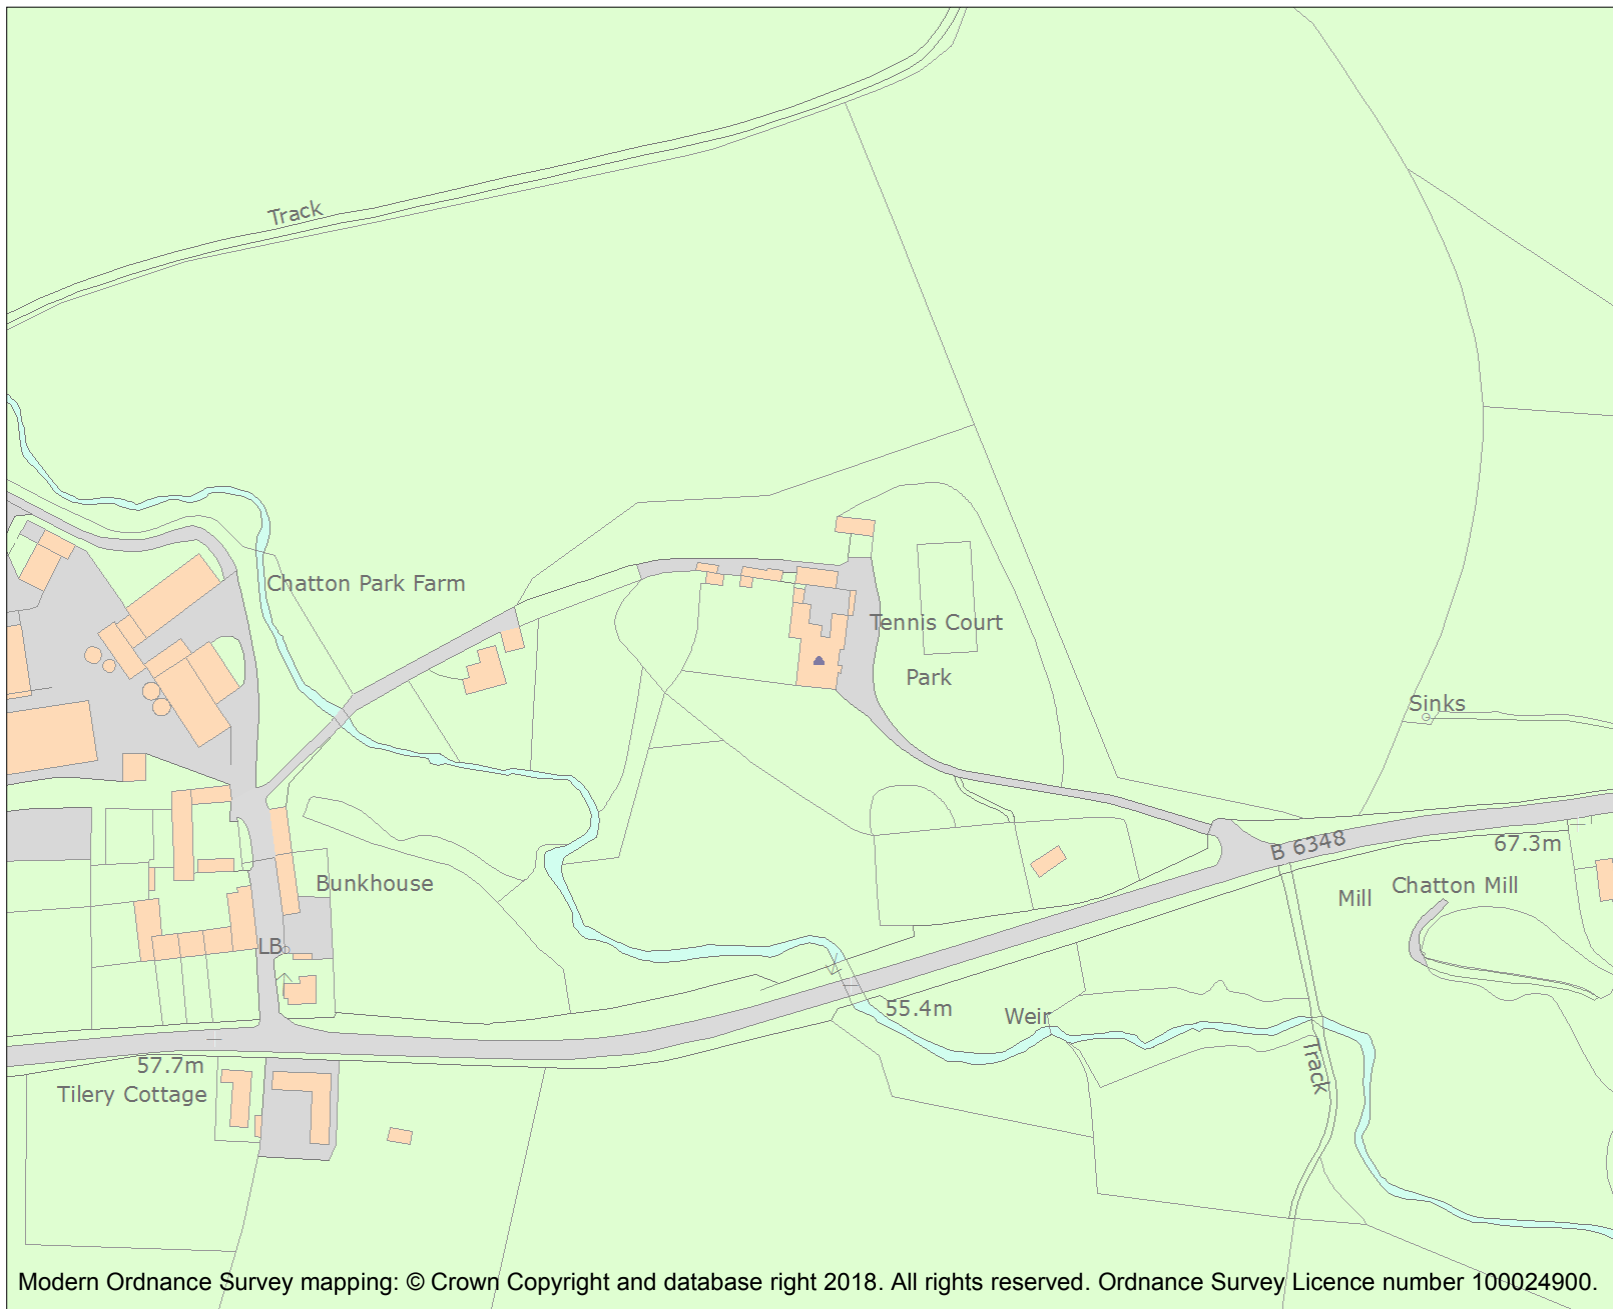 Track
Chatton Park Farm
Tennis Court
Park
Sinks
B 6348
67.3m
Chatton Mill
Mill
Bunkhouse
LB
55.4m
Weir
Track
57.7m
Tilery Cottage
Modern Ordnance Survey mapping: © Crown Copyright and database right 2018. All rights reserved. Ordnance Survey Licence number 100024900.